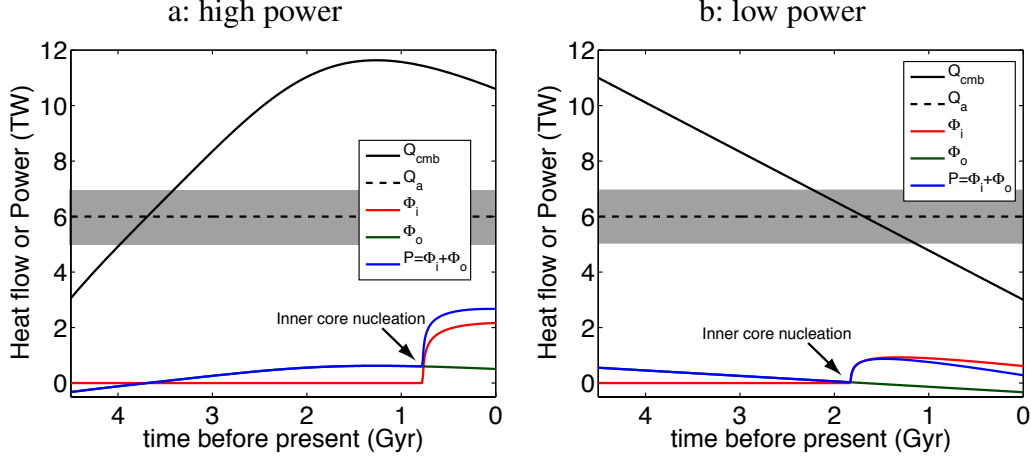 a: high power
Heat flow or Power (TW)
12
10
8
6
4
2
0
Q_cmb
Q_a
Φ_i
Φ_o
P=Φ_i+Φ_o
Inner core nucleation
4 3 2 1 0
time before present (Gyr)
b: low power
Heat flow or Power (TW)
12
10
8
6
4
2
0
Q_cmb
Q_a
Φ_i
Φ_o
P=Φ_i+Φ_o
Inner core nucleation
4 3 2 1 0
time before present (Gyr)